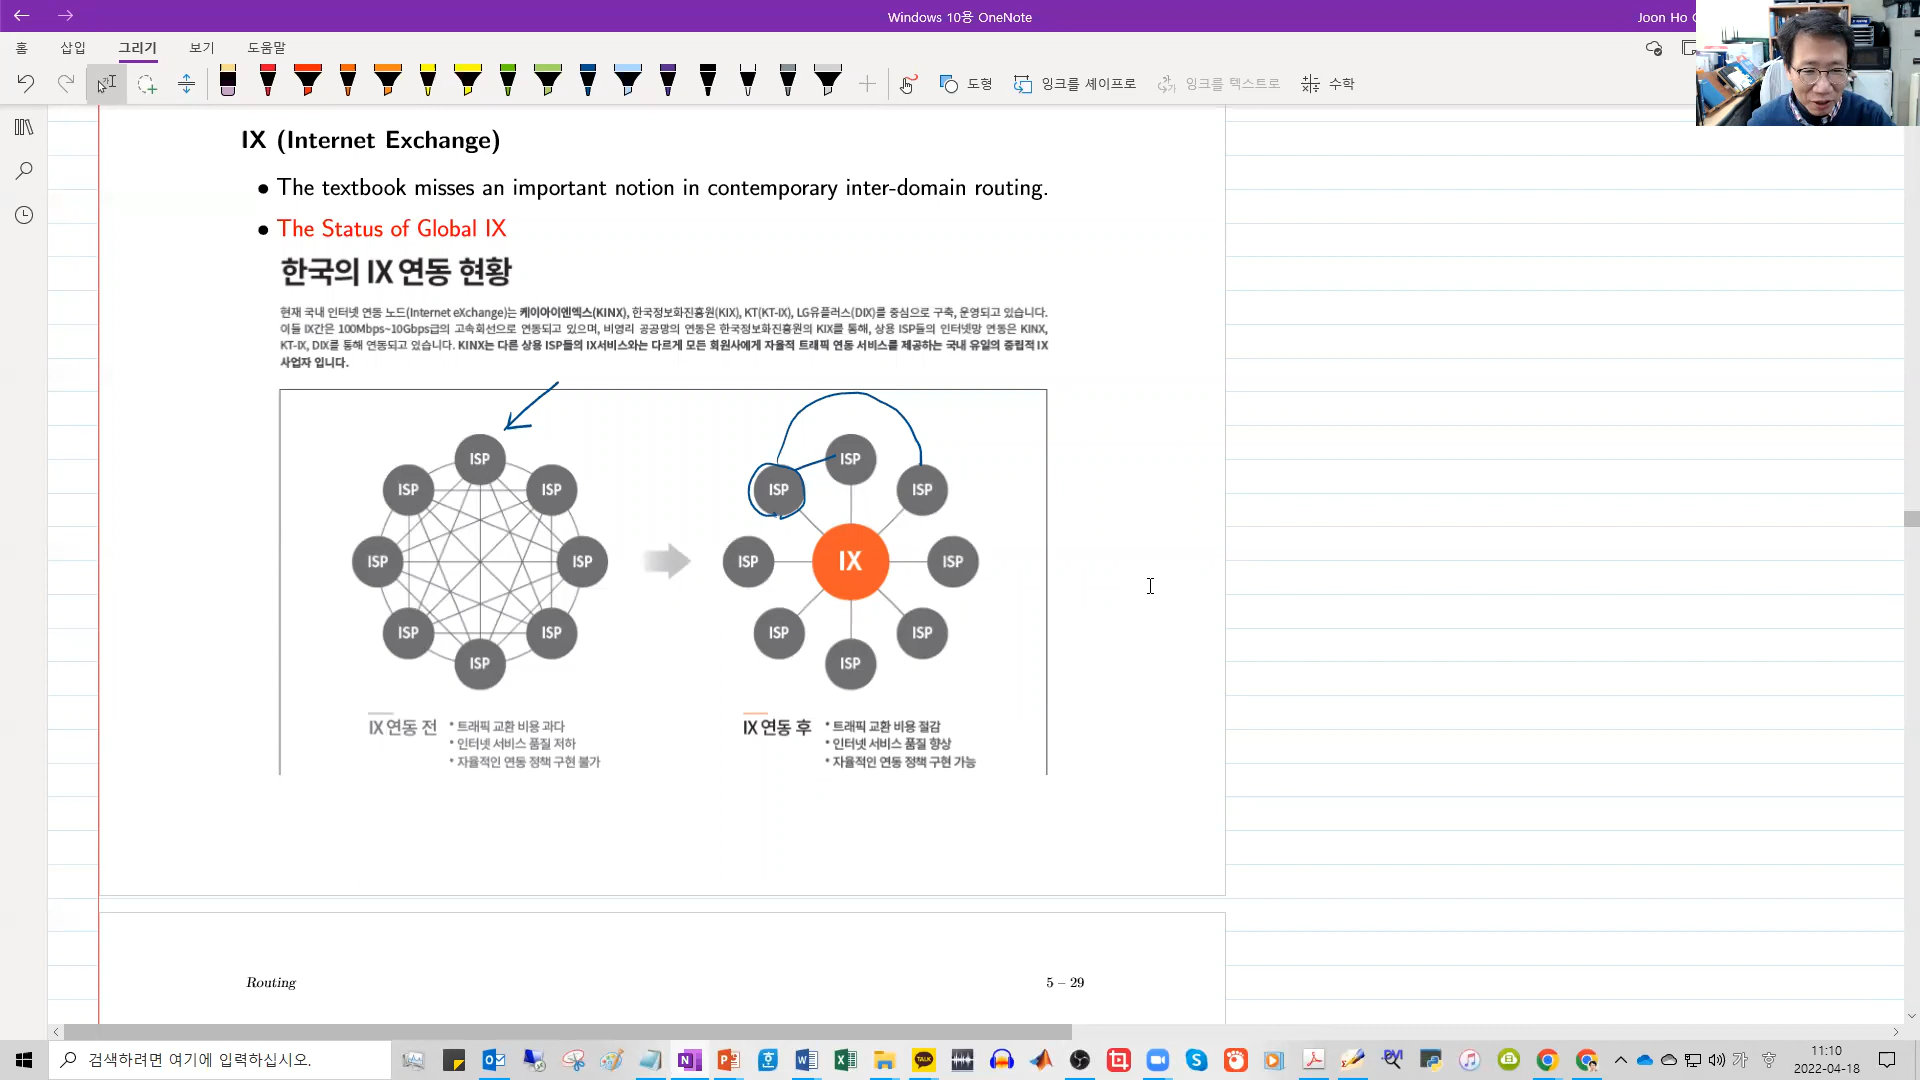 Windows 10용 OneNote
Joon Ho
홈 삽입 그리기 보기 도움말
도형 잉크를 셰이프로 잉크를 텍스트로 수학
IX (Internet Exchange)
• The textbook misses an important notion in contemporary inter-domain routing.
• The Status of Global IX
한국의 IX 연동 현황
현재 국내 인터넷 연동 노드(Internet eXchange)는 케이아이엔엑스(KINX), 한국정보화진흥원(KIX), KT(KT-IX), LG유플러스(DIX)를 중심으로 구축, 운영되고 있습니다.
이들 IX간은 100Mbps~10Gbps급의 고속회선으로 연동되고 있으며, 비영리 공공망의 연동은 한국정보화진흥원의 KIX를 통해, 상용 ISP들의 인터넷망 연동은 KINX,
KT-IX, DIX를 통해 연동되고 있습니다. KINX는 다른 상용 ISP들의 IX서비스와는 다르게 모든 회원사에게 자율적 트래픽 연동 서비스를 제공하는 국내 유일의 중립적 IX
사업자 입니다.
ISP ISP
ISP ISP ISP ISP
ISP ISP ISP IX ISP
ISP ISP ISP ISP
ISP ISP
IX 연동 전
• 트래픽 교환 비용 과다
• 인터넷 서비스 품질 저하
• 자율적인 연동 정책 구현 불가
IX 연동 후
• 트래픽 교환 비용 절감
• 인터넷 서비스 품질 향상
• 자율적인 연동 정책 구현 가능
Routing 5 – 29
검색하려면 여기에 입력하십시오.
11:10
2022-04-18